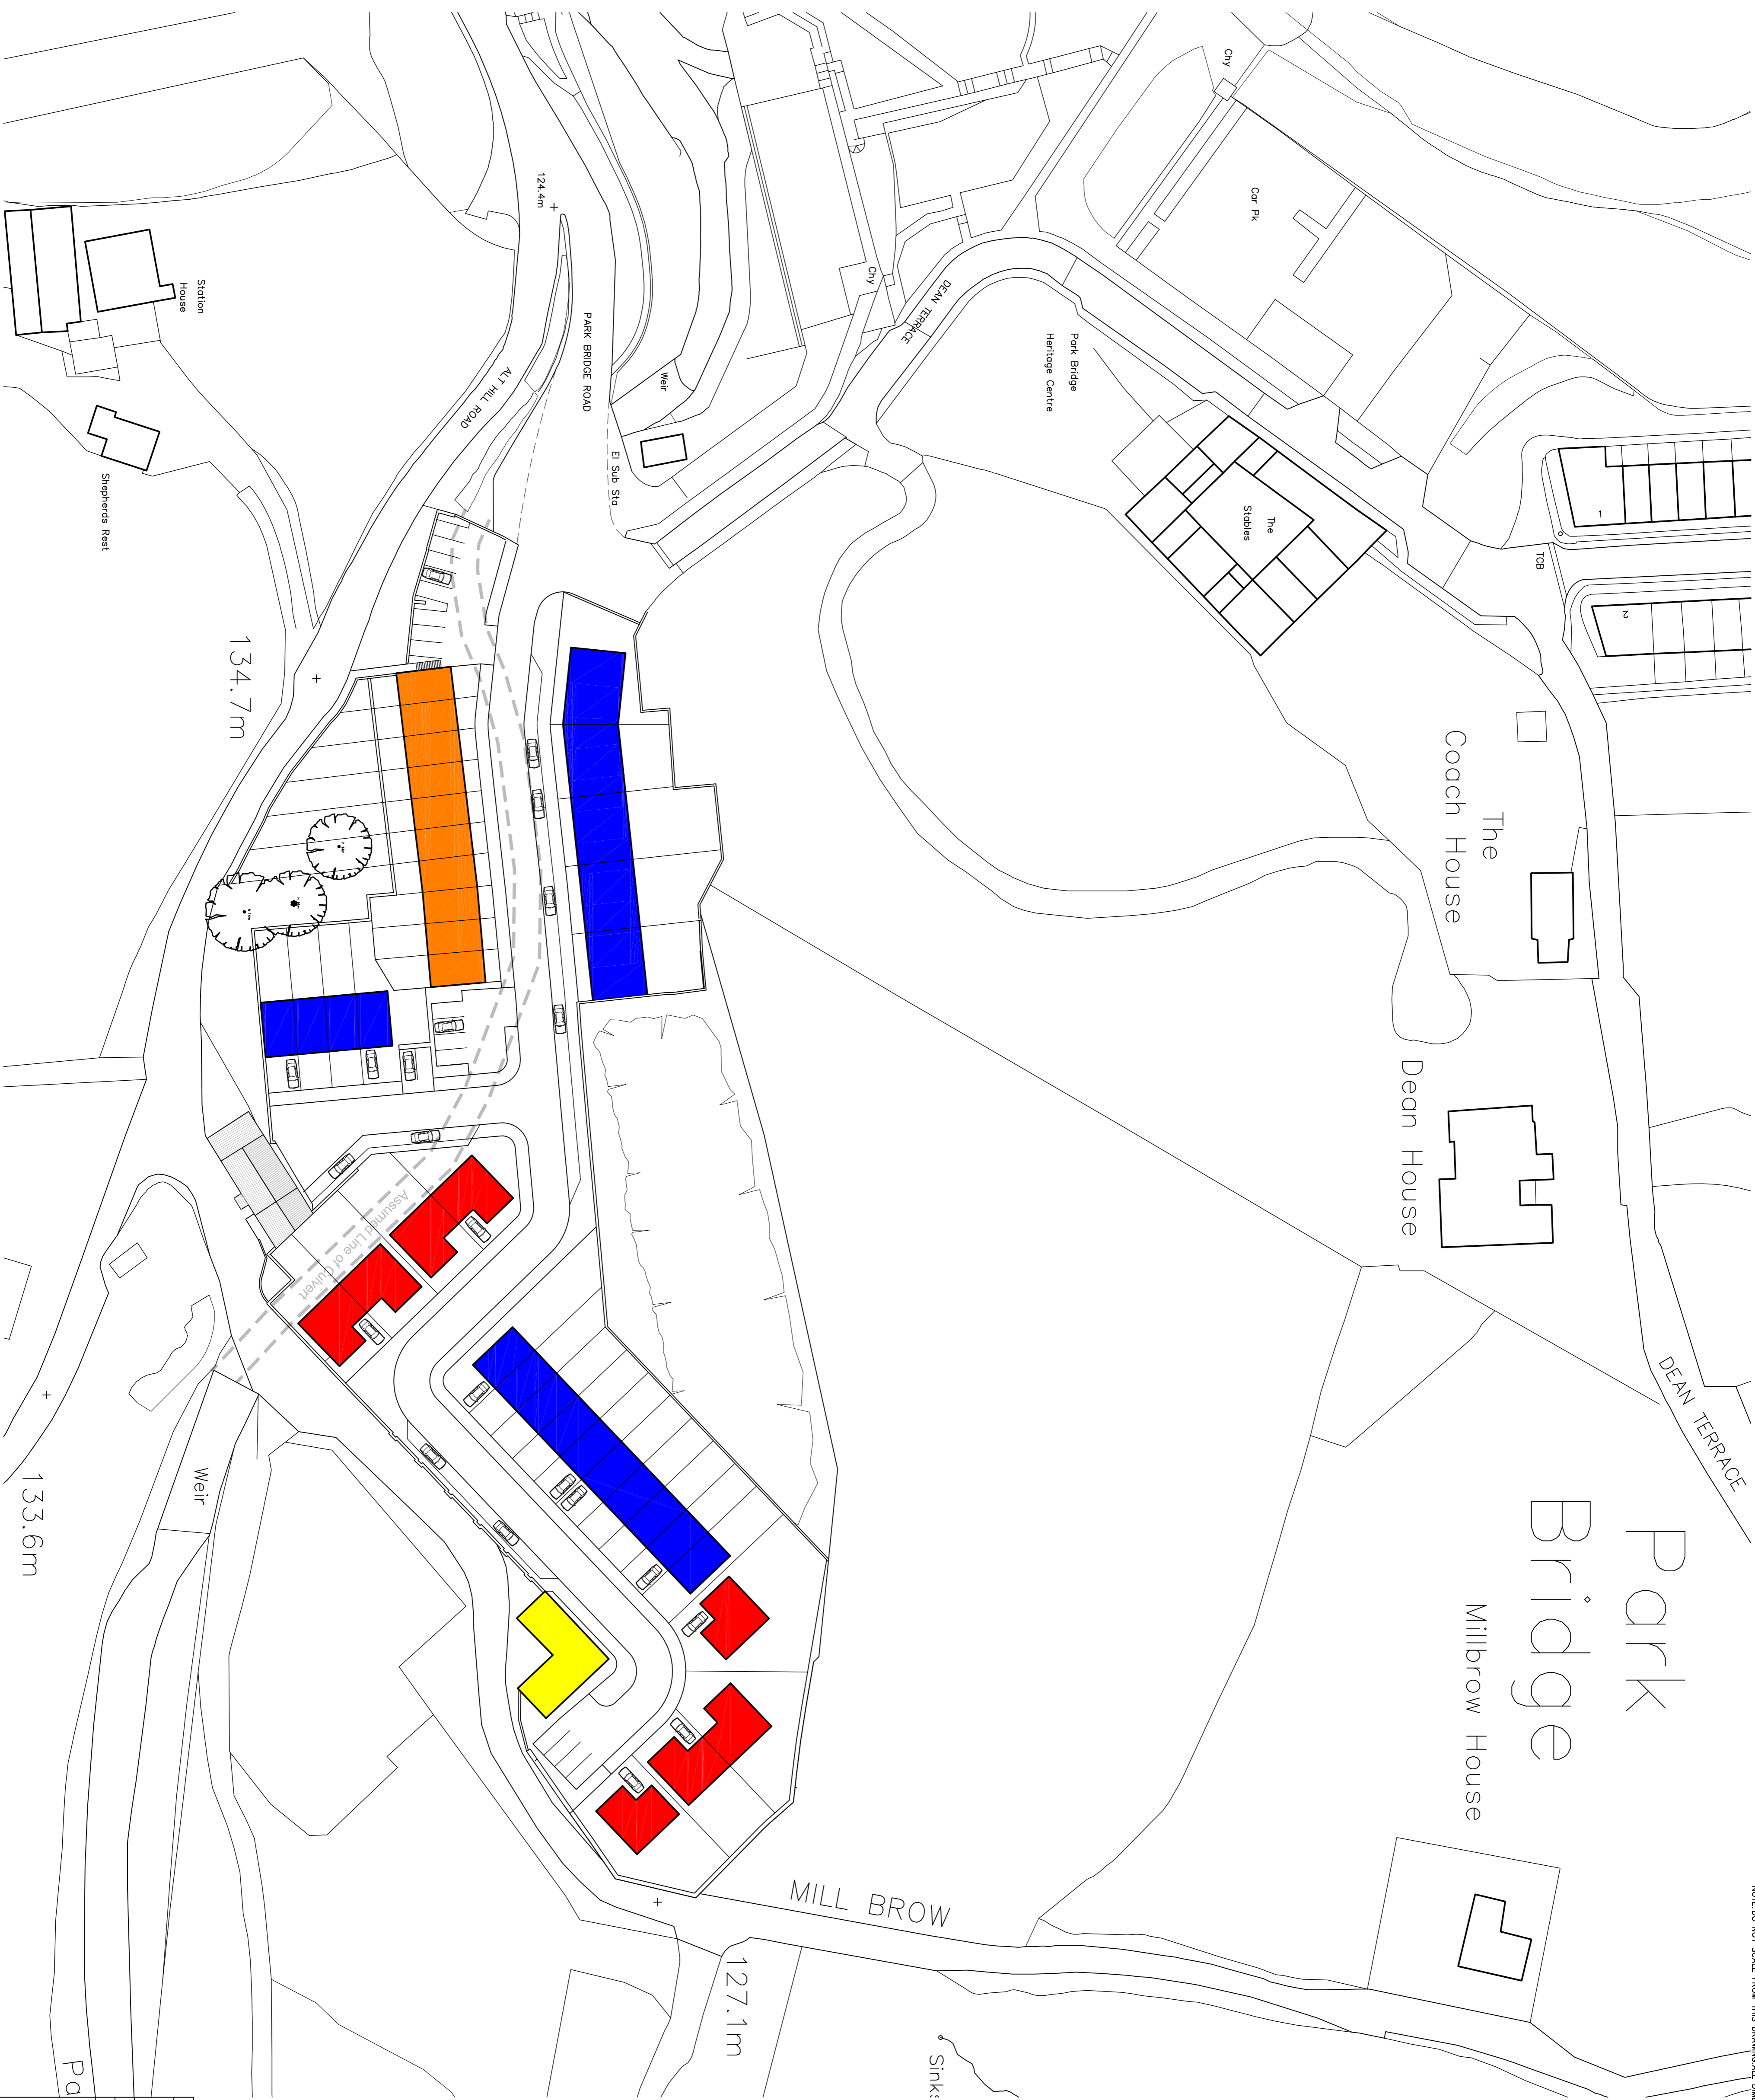 Chy
Car Pk
124.4m
Station
House
Chy
DEAN TERRACE
PARK BRIDGE ROAD
Park Bridge
Heritage Centre
Weir
ALT HILL ROAD
El Sub Sta
Shepherds Rest
The
Stables
1
TCB
2
134.7m
The
Coach House
Dean House
Assumed Line of Culvert
DEAN TERRACE
Weir
133.6m
Park
Bridge
Millbrow House
MILL BROW
127.1m
Sinks
Pa